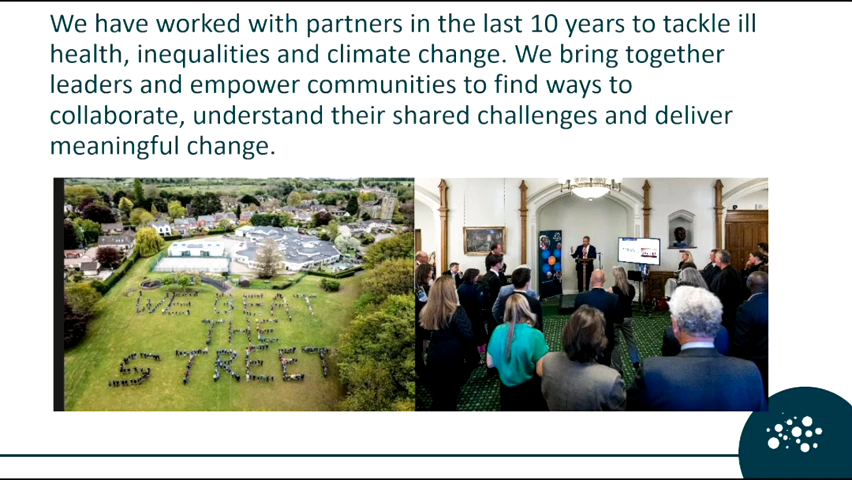 We have worked with partners in the last 10 years to tackle ill
health, inequalities and climate change. We bring together
leaders and empower communities to find ways to
collaborate, understand their shared challenges and deliver
meaningful change.
WE BEAT
THE
STREET